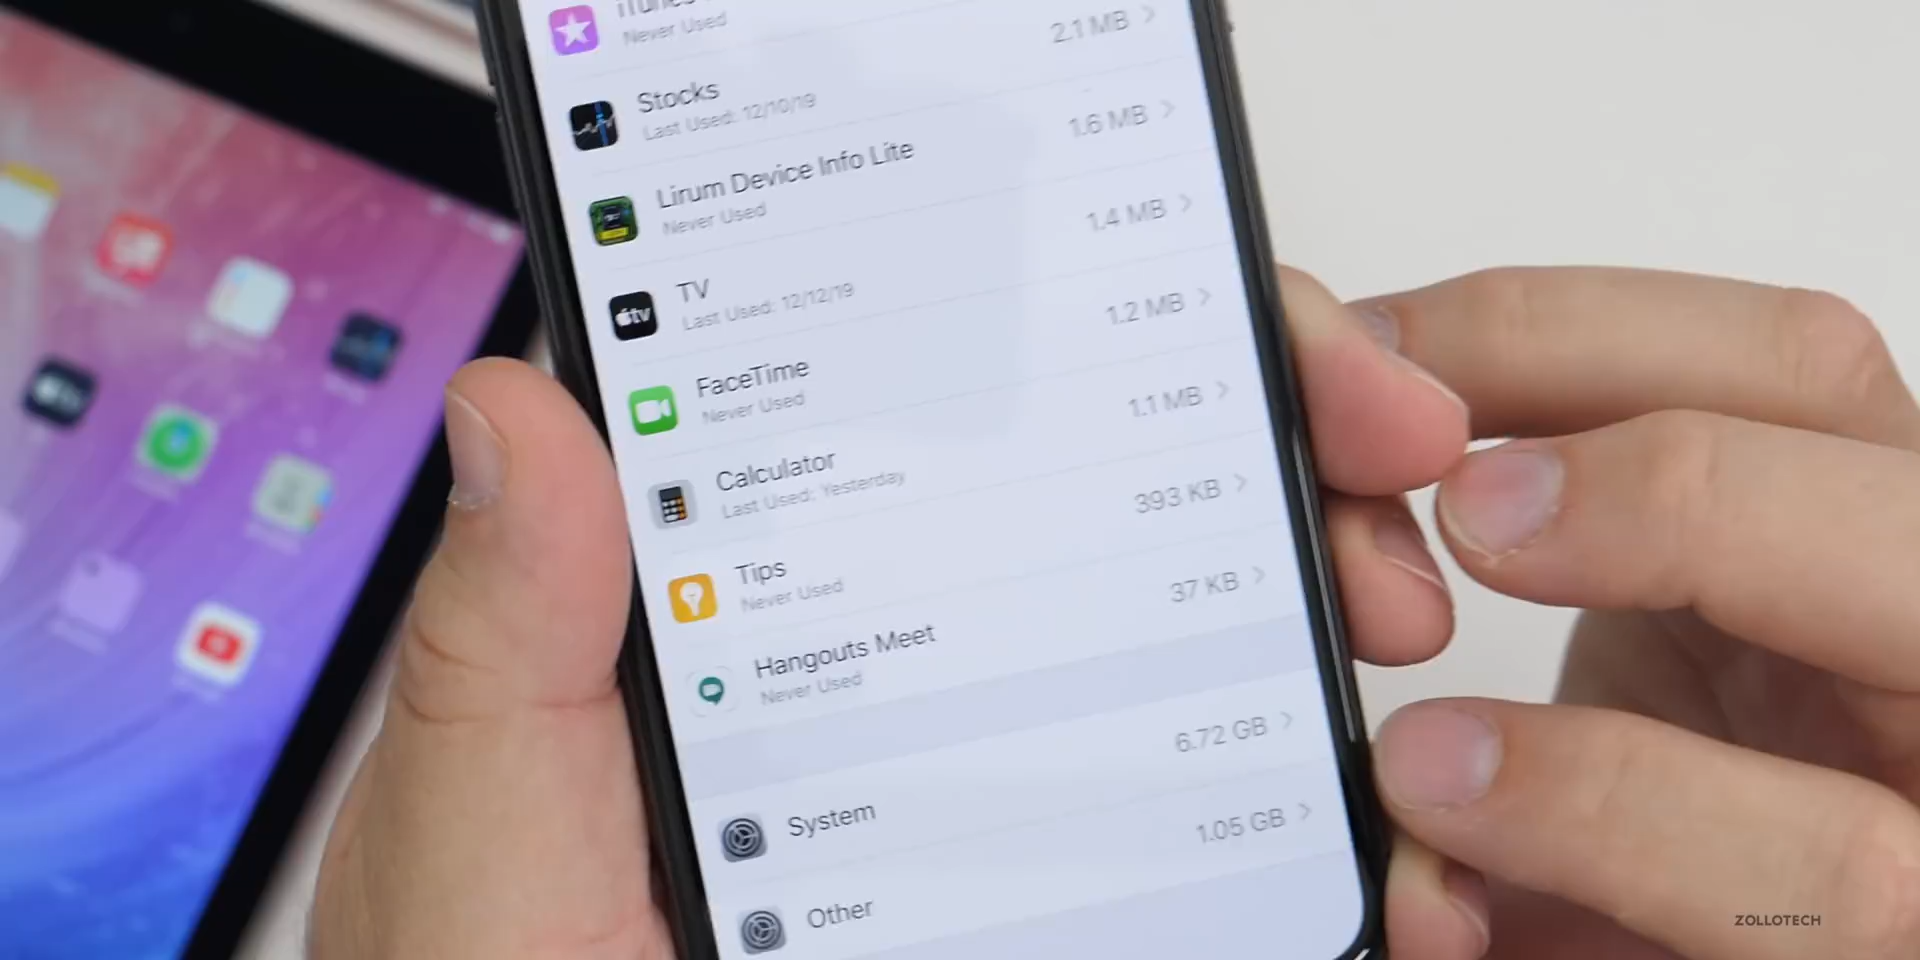 iTunes
Never Used
2.1 MB
Stocks
Last Used: 12/10/19
1.6 MB
Lirum Device Info Lite
Never Used
1.4 MB
tv
TV
Last Used: 12/12/19
1.2 MB
FaceTime
Never Used
1.1 MB
Calculator
Last Used: Yesterday
393 KB
Tips
Never Used
37 KB
Hangouts Meet
Never Used
System
6.72 GB
Other
1.05 GB
ZOLLOTECH